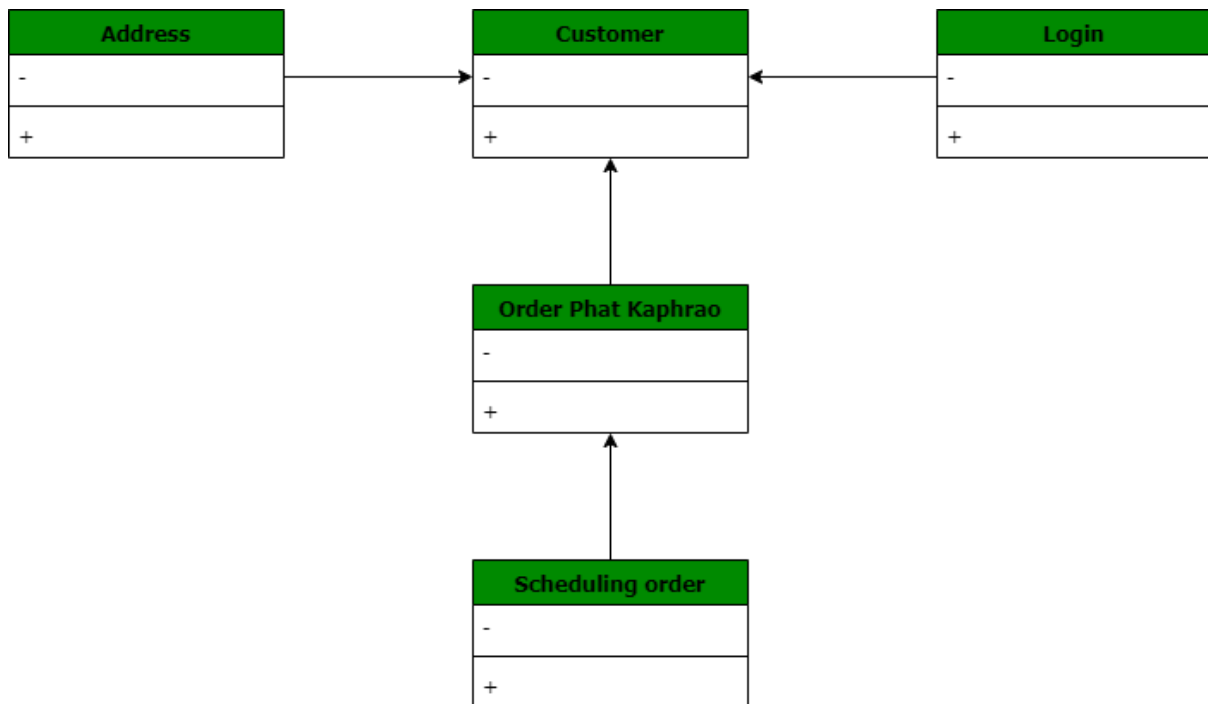 Address
-
+
Customer
-
+
Login
-
+
Order Phat Kaphrao
-
+
Scheduling order
-
+